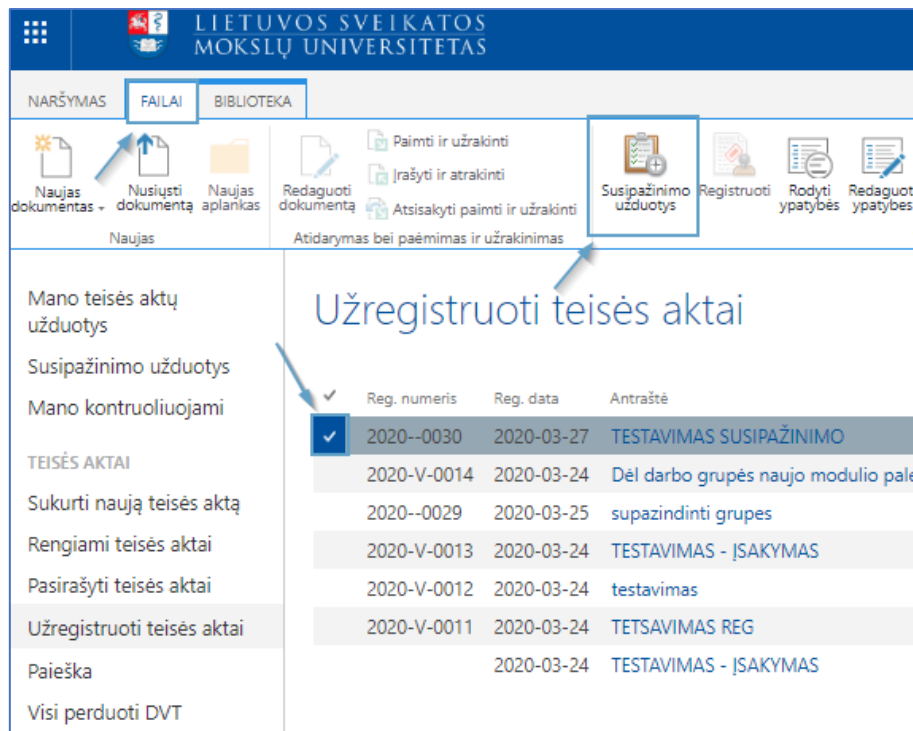 LIETUVOS SVEIKATOS
MOKSLŲ UNIVERSITETAS
NARŠYMAS FAILAI BIBLIOTEKA
Naujas dokumentas
Nusiųsti dokumentą
Naujas aplankas
Naujas
Redaguoti dokumentą
Paimti ir užrakinti
Įrašyti ir atrakinti
Atsisakyti paimti ir užrakinti
Atidarymas bei paėmimas ir užrakinimas
Susipažinimo užduotys
Registruoti
Rodyti ypatybės
Redaguot ypatybes
Mano teisės aktų
užduotys
Susipažinimo užduotys
Mano kontruoliuojami
TEISĖS AKTAI
Sukurti naują teisės aktą
Rengiami teisės aktai
Pasirašyti teisės aktai
Užregistruoti teisės aktai
Paieška
Visi perduoti DVT
Užregistruoti teisės aktai
Reg. numeris Reg. data Antraštė
2020--0030 2020-03-27 TESTAVIMAS SUSIPAŽINIMO
2020-V-0014 2020-03-24 Dėl darbo grupės naujo modulio pale
2020--0029 2020-03-25 supazindinti grupes
2020-V-0013 2020-03-24 TESTAVIMAS - ĮSAKYMAS
2020-V-0012 2020-03-24 testavimas
2020-V-0011 2020-03-24 TETSAVIMAS REG
2020-03-24 TESTAVIMAS - ĮSAKYMAS